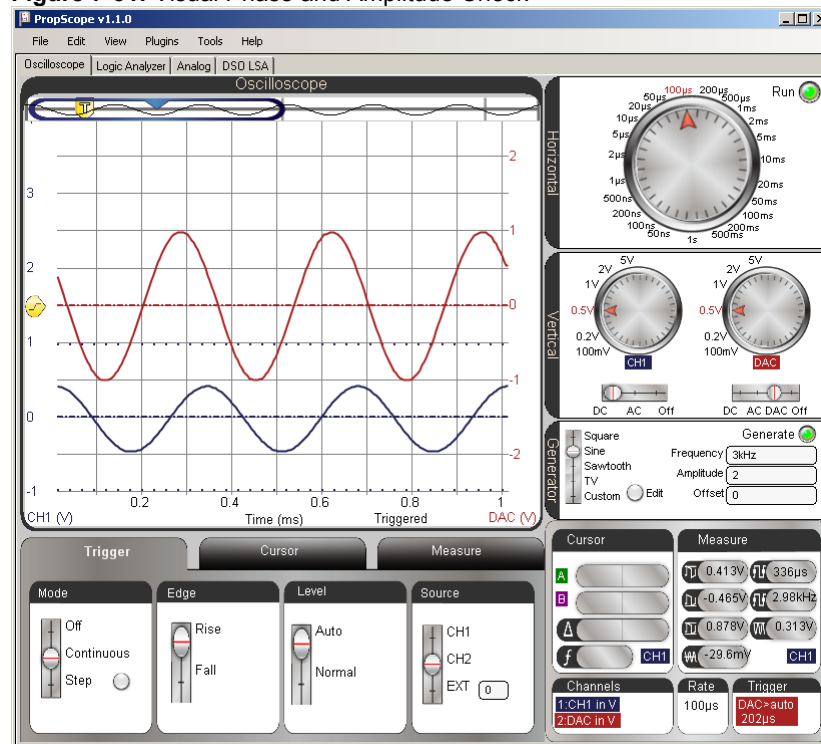 PropScope v1.1.0
File Edit View Plugins Tools Help
Oscilloscope Logic Analyzer Analog DSO LSA
Oscilloscope
T
3
2
1
0
-1
2
1
0
-1
-2
0.2 0.4 0.6 0.8 1
CH1 (V) Time (ms) Triggered DAC (V)
Horizontal
Run
50ns
100ns
200ns
500ns
1µs
2µs
5µs
10µs
20µs
50µs
100µs
200µs
500µs
1ms
2ms
5ms
10ms
20ms
50ms
100ms
200ms
500ms
1s
Vertical
5V
2V
1V
0.5V
0.2V
100mV
CH1
DC AC Off
5V
2V
1V
0.5V
0.2V
100mV
DAC
DC AC DAC Off
Generator
Square
Sine
Sawtooth
TV
Custom Edit
Generate
Frequency 3kHz
Amplitude 2
Offset 0
Trigger Cursor Measure
Mode
Off
Continuous
Step
Edge
Rise
Fall
Level
Auto
Normal
Source
CH1
CH2
EXT 0
Cursor
A
B
Δ
f CH1
Measure
0.413V 336µs
-0.465V 2.98kHz
0.878V 0.313V
-29.6mV CH1
Channels
1:CH1 in V
2:DAC in V
Rate
100µs
Trigger
DAC>auto
202µs